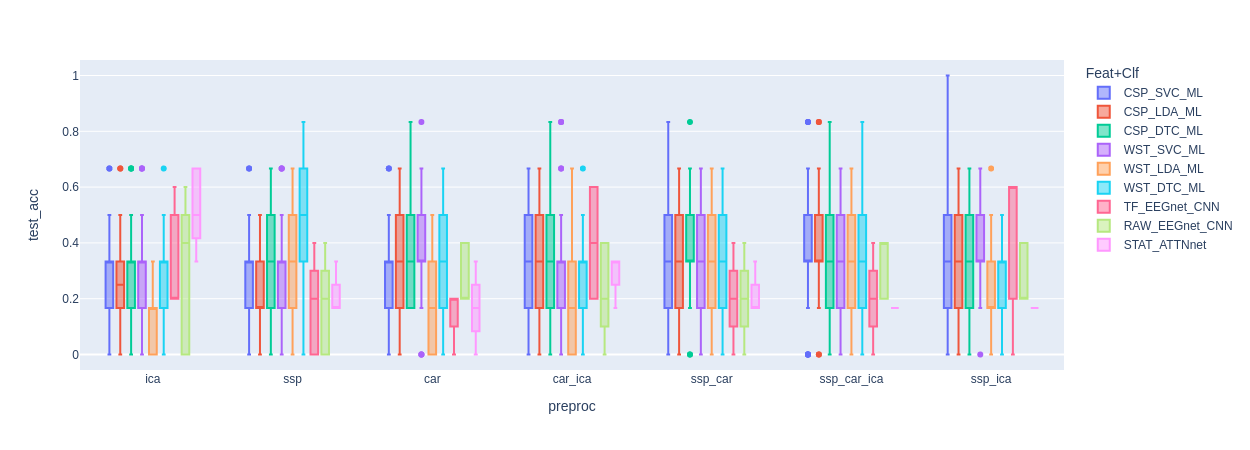 Feat+Clf
CSP_SVC_ML
CSP_LDA_ML
CSP_DTC_ML
WST_SVC_ML
WST_LDA_ML
WST_DTC_ML
TF_EEGnet_CNN
RAW_EEGnet_CNN
STAT_ATTNnet
test_acc
1
0.8
0.6
0.4
0.2
0
ica ssp car car_ica ssp_car ssp_car_ica ssp_ica
preproc